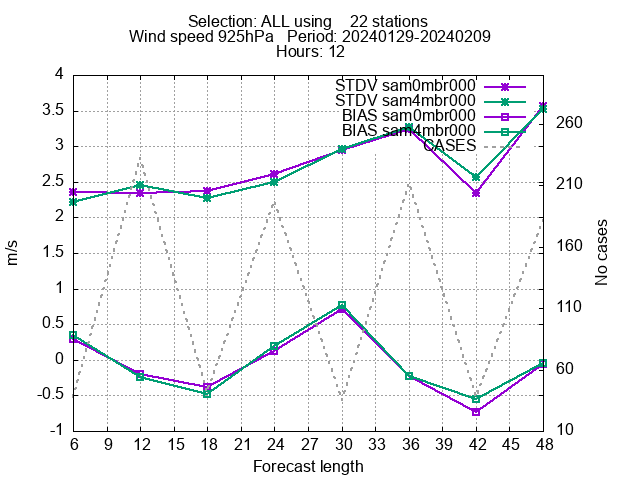 Selection: ALL using    22 stations
Wind speed 925hPa   Period: 20240129-20240209
Hours: 12
STDV sam0mbr000
STDV sam4mbr000
BIAS sam0mbr000
BIAS sam4mbr000
CASES
4
3.5
3
2.5
2
1.5
1
0.5
0
-0.5
-1
m/s
260
210
160
110
60
10
No cases
6 9 12 15 18 21 24 27 30 33 36 39 42 45 48
Forecast length